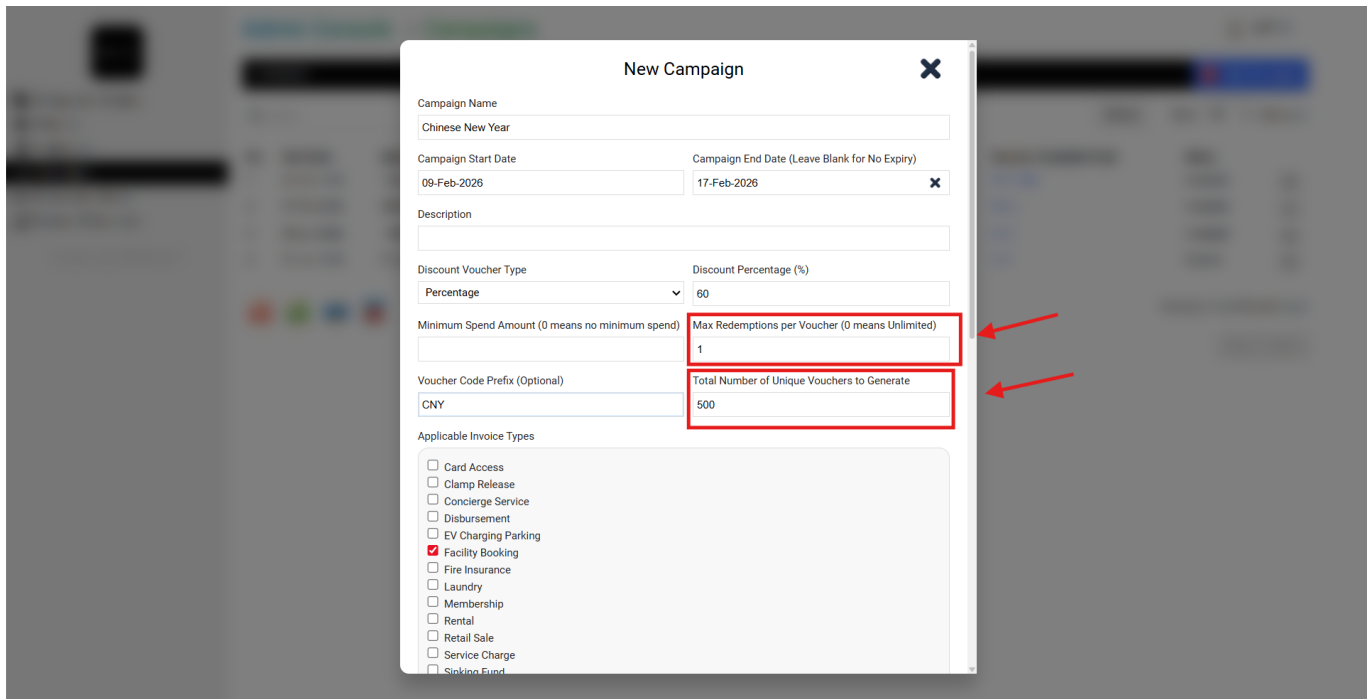 New Campaign
Campaign Name
Chinese New Year
Campaign Start Date
Campaign End Date (Leave Blank for No Expiry)
09-Feb-2026
17-Feb-2026
Description
Discount Voucher Type
Discount Percentage (%)
Percentage
60
Minimum Spend Amount (0 means no minimum spend)
Max Redemptions per Voucher (0 means Unlimited)
1
Voucher Code Prefix (Optional)
Total Number of Unique Vouchers to Generate
CNY
500
Applicable Invoice Types
Card Access
Clamp Release
Concierge Service
Disbursement
EV Charging Parking
Facility Booking
Fire Insurance
Laundry
Membership
Rental
Retail Sale
Service Charge
Sinking Fund